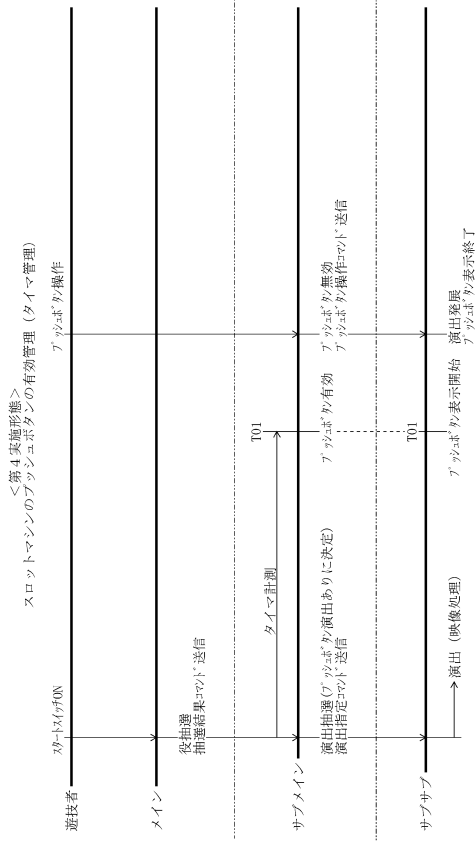 ＜第４実施形態＞
スロットマシンのプッシュボタンの有効管理（タイマ管理）
スタートスイッチON
プッシュボタン操作
遊技者
メイン
役抽選
抽選結果コマンド送信
タイマ計測
T01
サブメイン
演出抽選(プッシュボタン演出ありに決定)
演出指定コマンド送信
プッシュボタン有効
プッシュボタン無効
プッシュボタン操作コマンド送信
T01
サブサブ
演出（映像処理）
プッシュボタン表示開始
演出発展
プッシュボタン表示終了